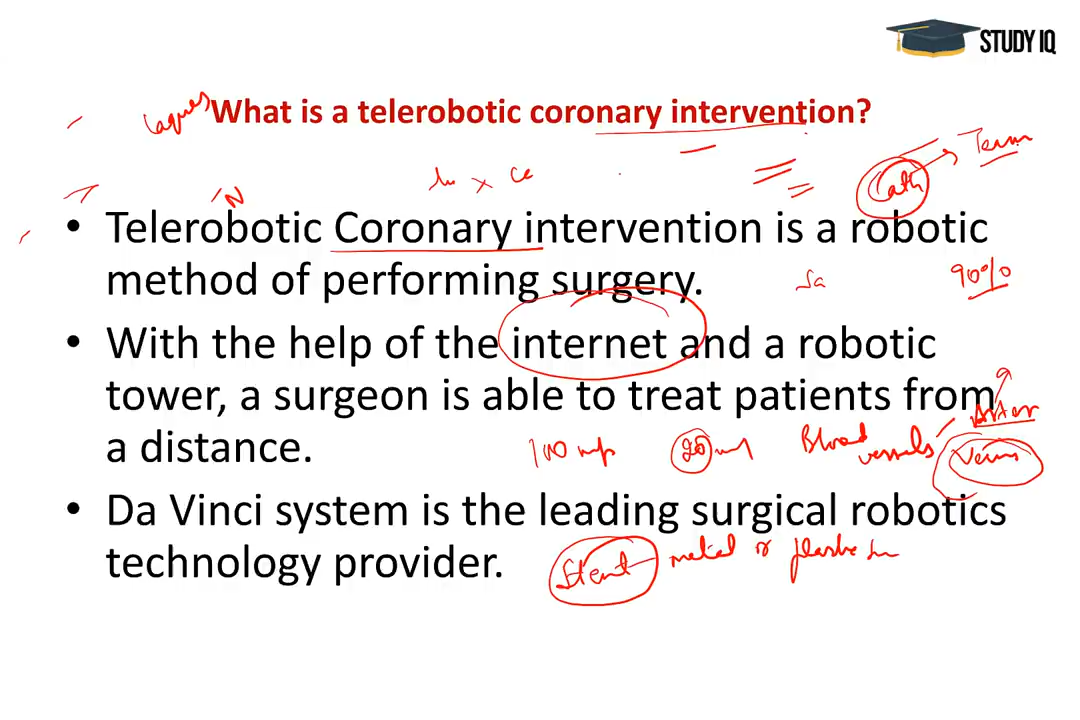 STUDY IQ
What is a telerobotic coronary intervention?
Term
Cath
• Telerobotic Coronary intervention is a robotic
method of performing surgery.
90%
• With the help of the internet and a robotic
tower, a surgeon is able to treat patients from
a distance.
Blood
vessels
Veins
• Da Vinci system is the leading surgical robotics
technology provider.
Stent